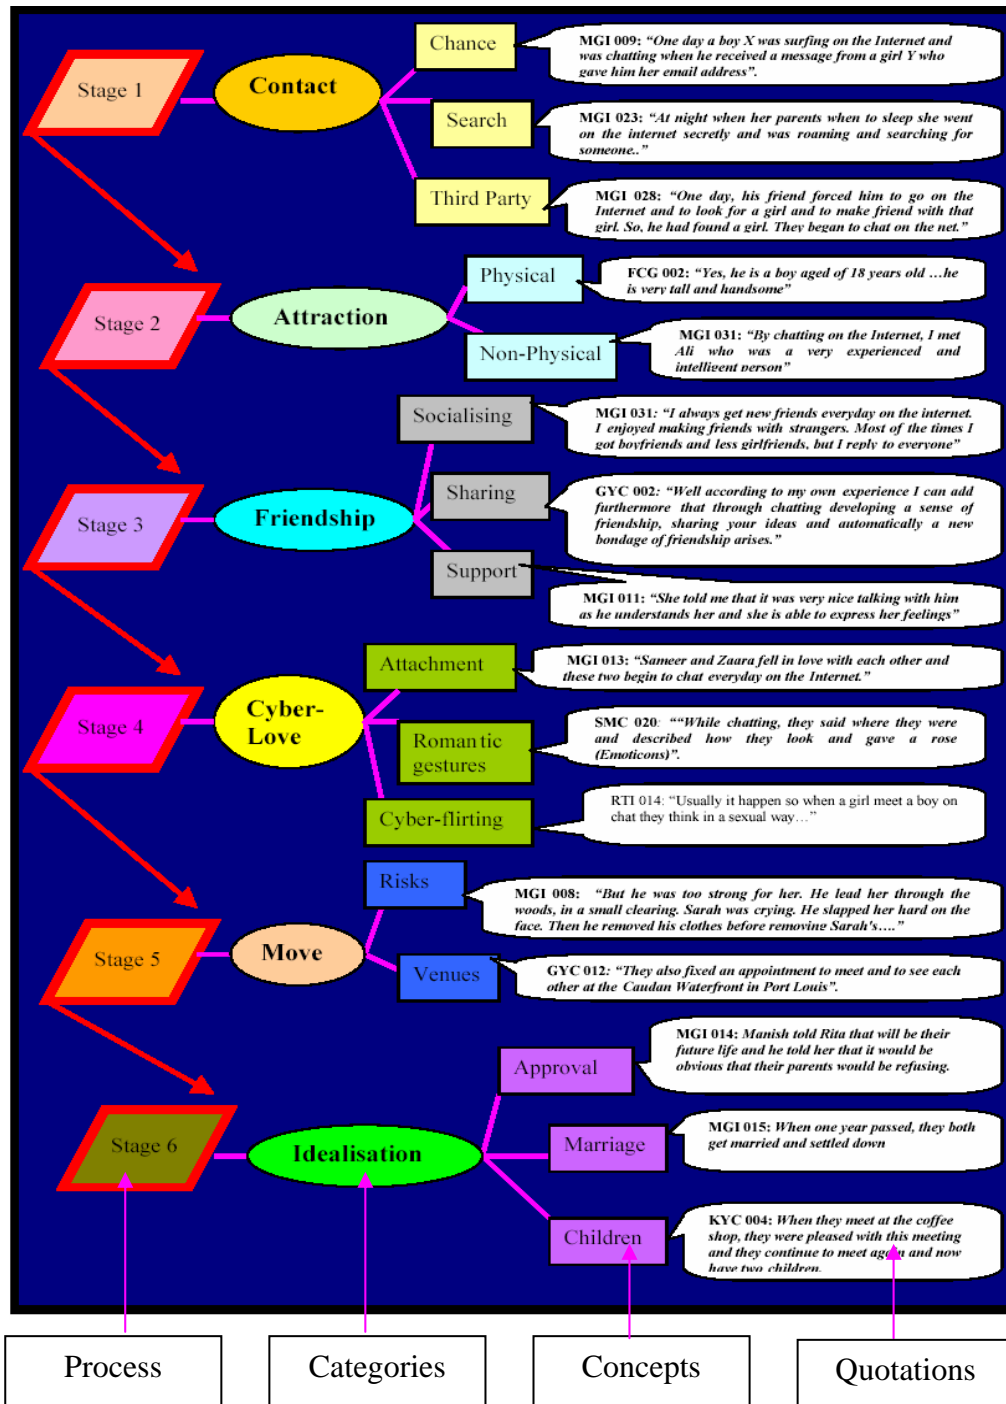 Stage 1
Contact
Chance
MGI 009: “One day a boy X was surfing on the Internet and
was chatting when he received a message from a girl Y who
gave him her email address”.
Search
MGI 023: “At night when her parents when to sleep she went
on the internet secretly and was roaming and searching for
someone..”
Third Party
MGI 028: “One day, his friend forced him to go on the
Internet and to look for a girl and to make friend with that
girl. So, he had found a girl. They began to chat on the net.”
Stage 2
Attraction
Physical
FCG 002: “Yes, he is a boy aged of 18 years old …he
is very tall and handsome”
Non-Physical
MGI 031: “By chatting on the Internet, I met
Ali who was a very experienced and
intelligent person”
Stage 3
Friendship
Socialising
MGI 031: “I always get new friends everyday on the internet.
I enjoyed making friends with strangers. Most of the times I
got boyfriends and less girlfriends, but I reply to everyone”
Sharing
GYC 002: “Well according to my own experience I can add
furthermore that through chatting developing a sense of
friendship, sharing your ideas and automatically a new
bondage of friendship arises.”
Support
MGI 011: “She told me that it was very nice talking with him
as he understands her and she is able to express her feelings”
Stage 4
Cyber-
Love
Attachment
MGI 013: “Sameer and Zaara fell in love with each other and
these two begin to chat everyday on the Internet.”
Romantic
gestures
SMC 020: ““While chatting, they said where they were
and described how they look and gave a rose
(Emoticons)”.
Cyber-flirting
RTI 014: “Usually it happen so when a girl meet a boy on
chat they think in a sexual way…”
Stage 5
Move
Risks
MGI 008: “But he was too strong for her. He lead her through the
woods, in a small clearing. Sarah was crying. He slapped her hard on the
face. Then he removed his clothes before removing Sarah's….”
Venues
GYC 012: “They also fixed an appointment to meet and to see each
other at the Caudan Waterfront in Port Louis”.
Stage 6
Idealisation
Approval
MGI 014: Manish told Rita that will be their
future life and he told her that it would be
obvious that their parents would be refusing.
Marriage
MGI 015: When one year passed, they both
get married and settled down
Children
KYC 004: When they meet at the coffee
shop, they were pleased with this meeting
and they continue to meet again and now
have two children.
Process
Categories
Concepts
Quotations